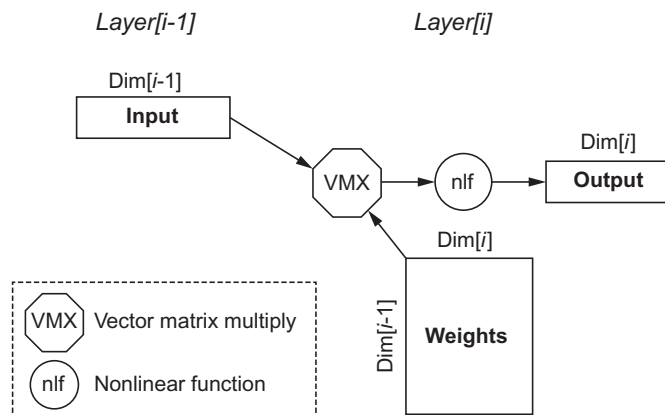 Layer[i-1] Layer[i]
Dim[i-1]
Input
Dim[i]
VMX nlf Output
Dim[i]
Dim[i-1]
Weights
VMX Vector matrix multiply
nlf Nonlinear function